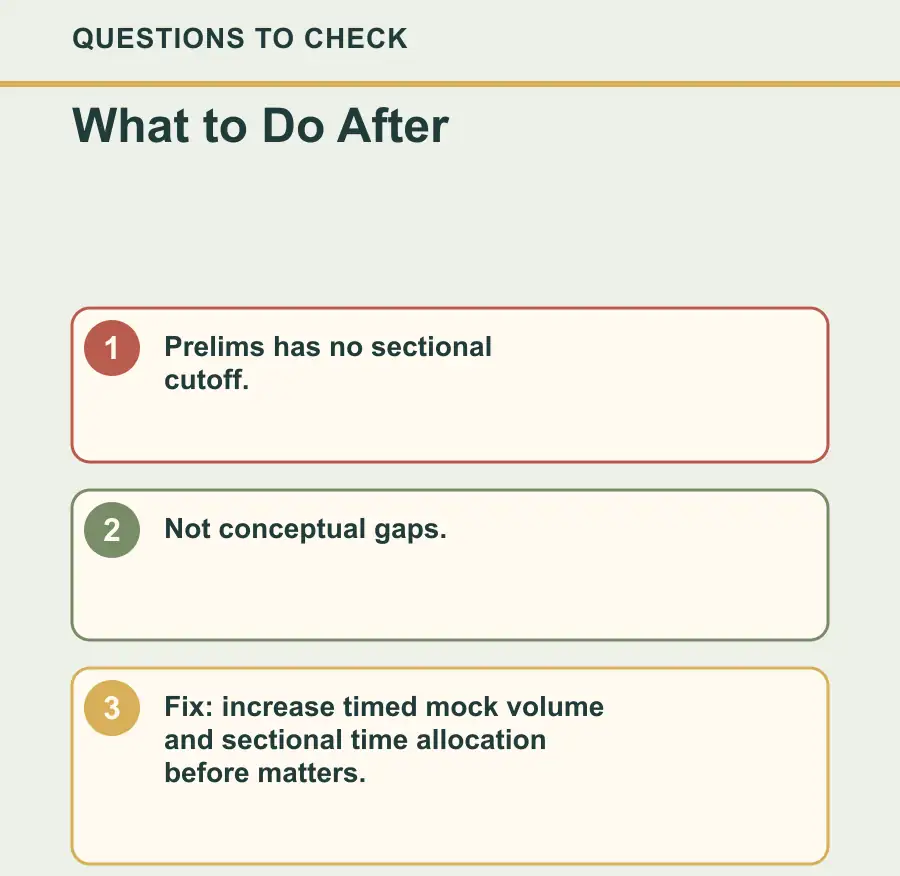 QUESTIONS TO CHECK
What to Do After
1
Prelims has no sectional
cutoff.
2
Not conceptual gaps.
3
Fix: increase timed mock volume
and sectional time allocation
before matters.